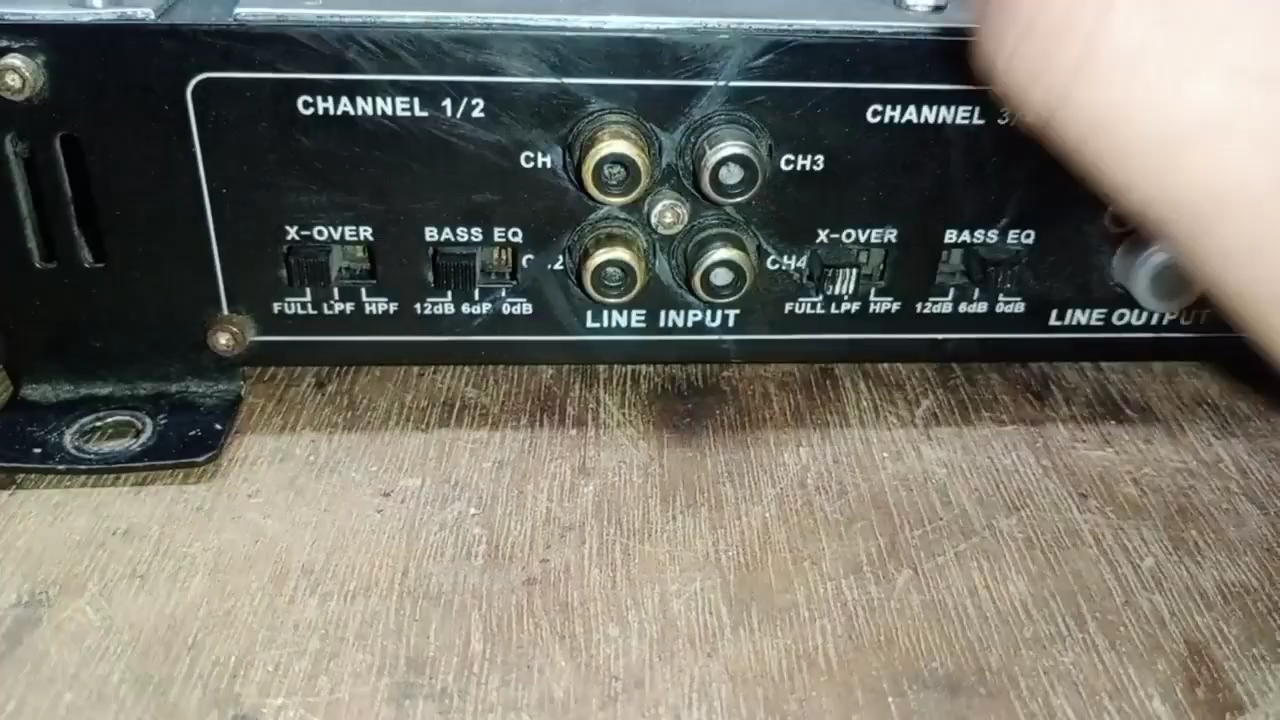 CHANNEL 1/2
CHANNEL 3/
CH
CH3
X-OVER
BASS EQ
X-OVER
BASS EQ
CH4
FULL LPF HPF
12dB 6dB 0dB
FULL LPF HPF
12dB 6dB 0dB
LINE INPUT
LINE OUTPUT